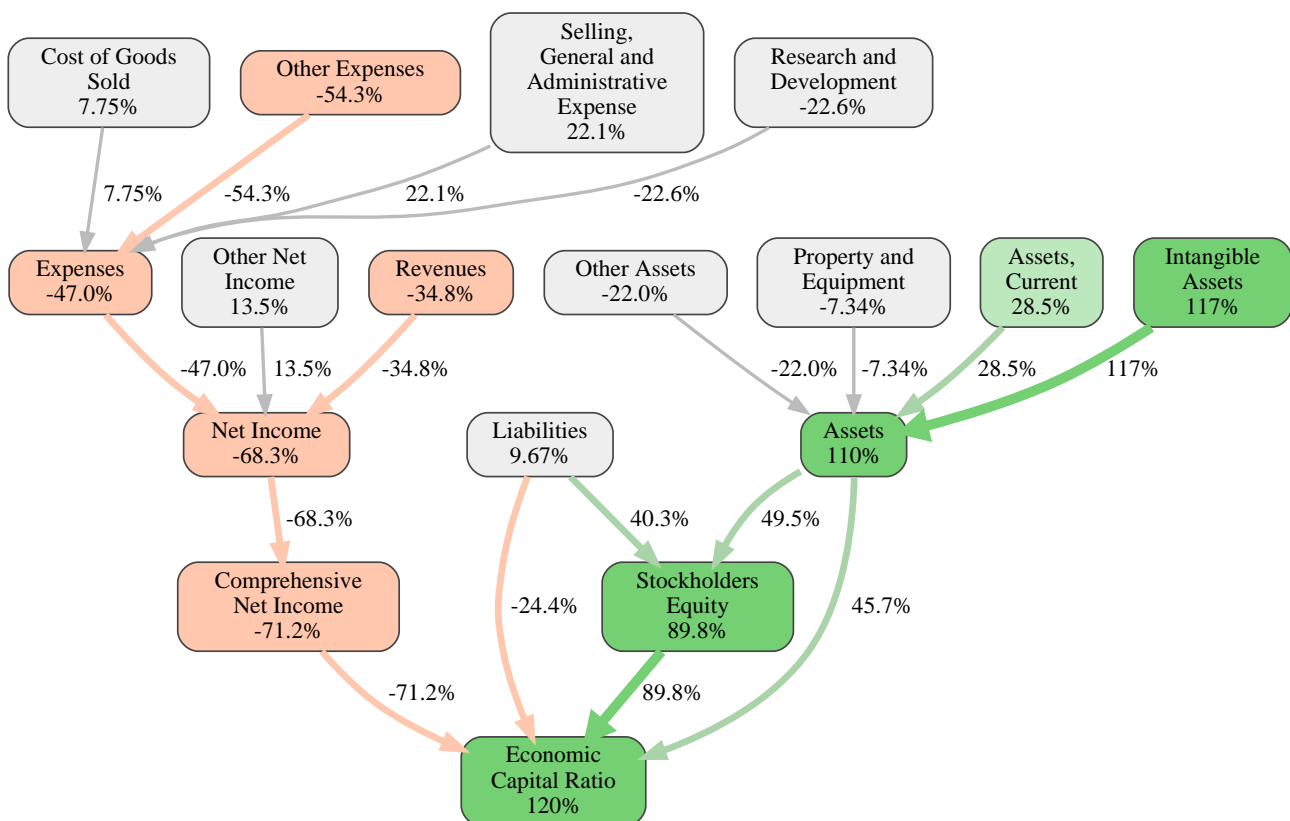 Cost of Goods
Sold
7.75%
Other Expenses
-54.3%
Selling,
General and
Administrative
Expense
22.1%
Research and
Development
-22.6%
7.75%
-54.3%
22.1%
-22.6%
Expenses
-47.0%
Other Net
Income
13.5%
Revenues
-34.8%
Other Assets
-22.0%
Property and
Equipment
-7.34%
Assets,
Current
28.5%
Intangible
Assets
117%
-47.0%
13.5%
-34.8%
-22.0%
-7.34%
28.5%
117%
Net Income
-68.3%
Liabilities
9.67%
Assets
110%
-68.3%
40.3%
49.5%
Comprehensive
Net Income
-71.2%
-24.4%
Stockholders
Equity
89.8%
45.7%
-71.2%
89.8%
Economic
Capital Ratio
120%